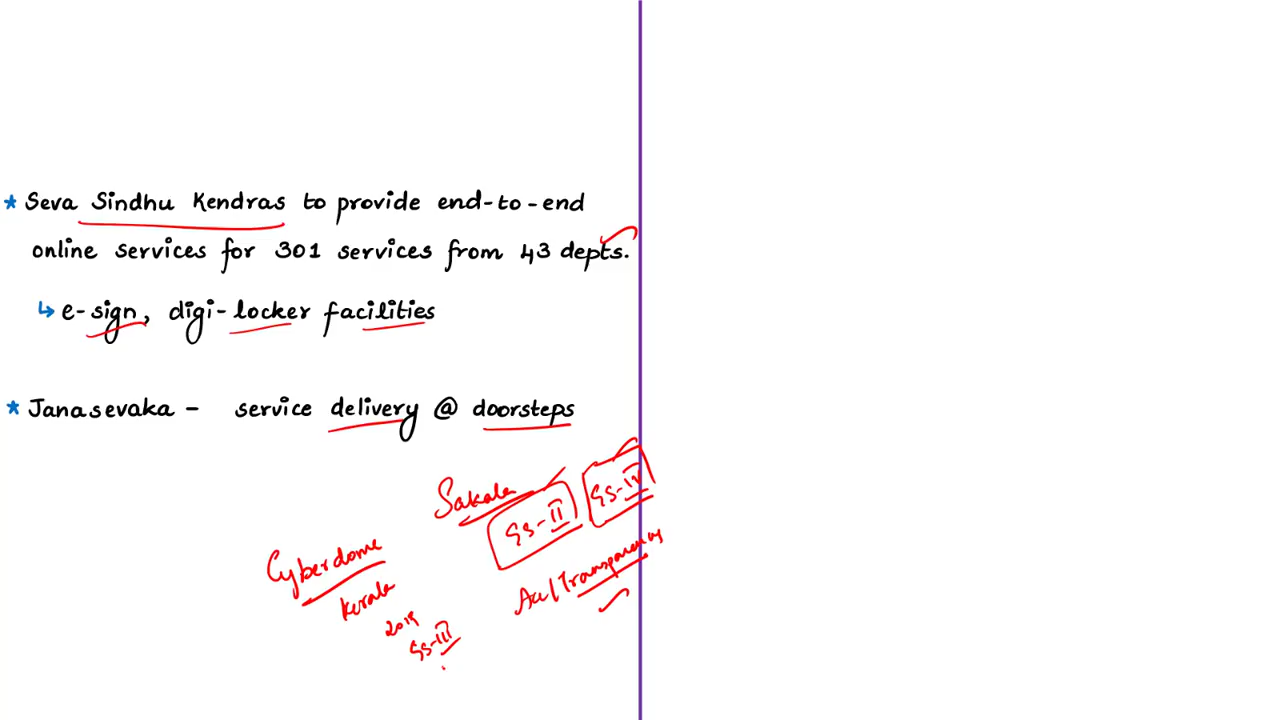 * Seva Sindhu Kendras to provide end-to-end
online services for 301 services from 43 depts.
↳ e-sign, digi-locker facilities
* Janasevaka - service delivery @ doorsteps
Sakala
GS-II
GS-IV
Acc/Transparency
Cyberdome
Kerala
2019
GS-III